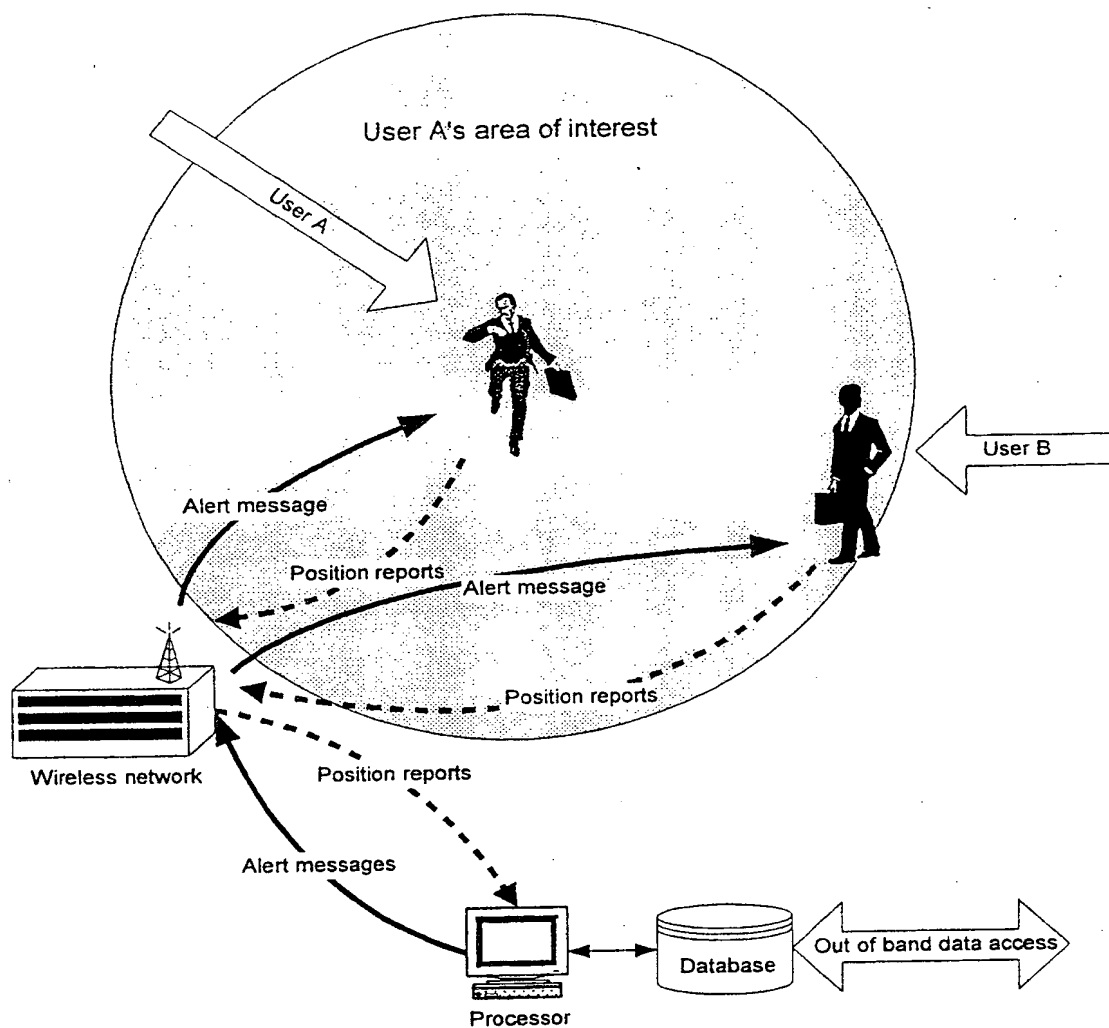 User A's area of interest
User A
User B
Alert message
Position reports
Alert message
Position reports
Wireless network
Position reports
Alert messages
Out of band data access
Database
Processor